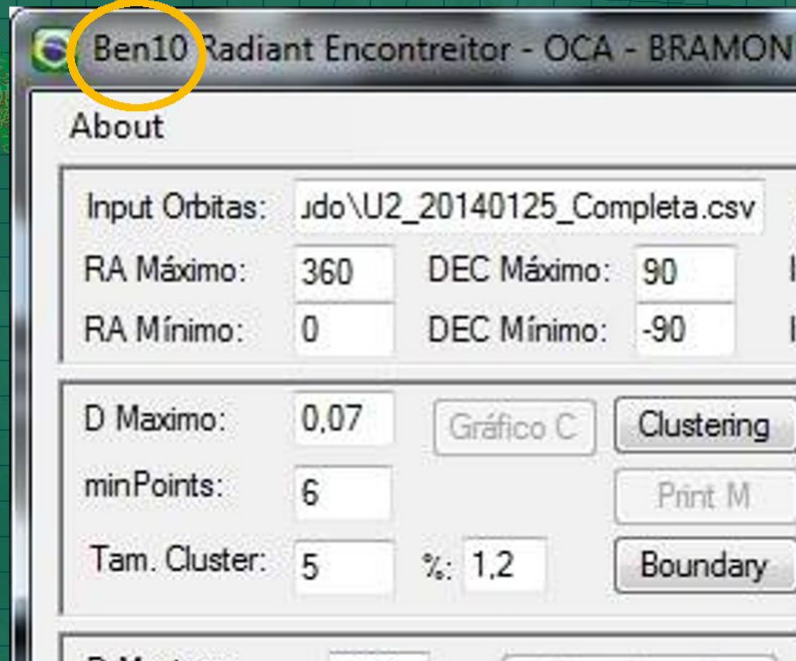 Ben10 Radiant Encontreitor - OCA - BRAMON
About
Input Orbitas: udo\U2_20140125_Completa.csv
RA Máximo: 360 DEC Máximo: 90
RA Mínimo: 0 DEC Mínimo: -90
D Maximo: 0,07 Gráfico C Clustering
minPoints: 6 Print M
Tam. Cluster: 5 %: 1,2 Boundary